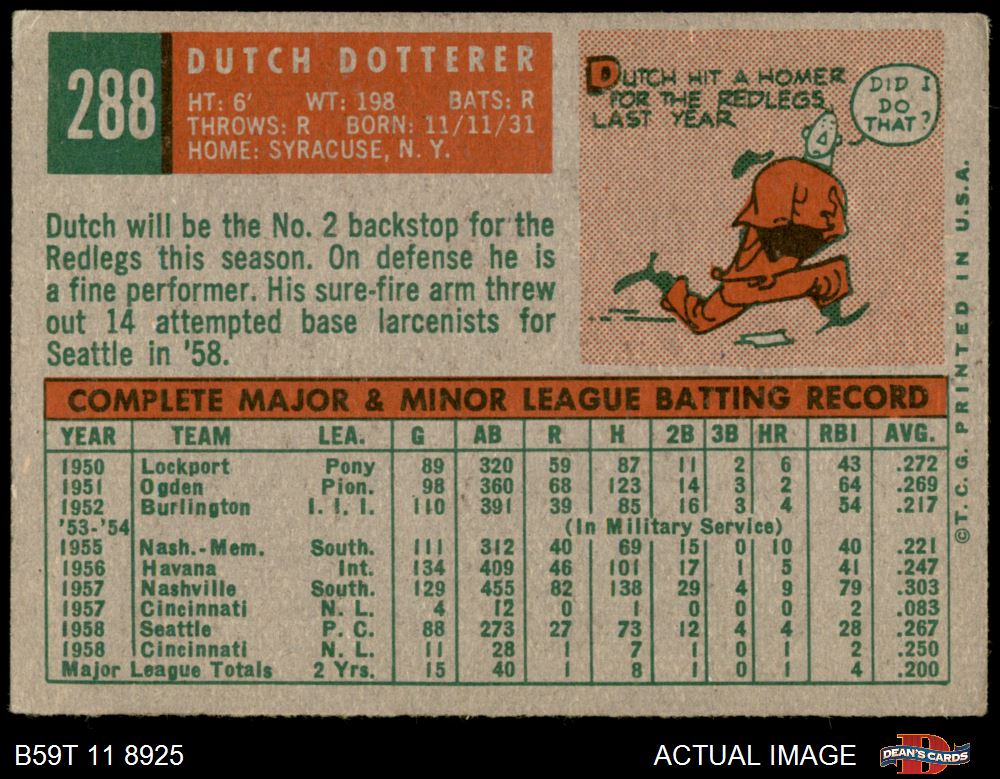 288
DUTCH DOTTERER
HT: 6' WT: 198 BATS: R
THROWS: R BORN: 11/11/31
HOME: SYRACUSE, N. Y.
DUTCH HIT A HOMER
FOR THE REDLEGS
LAST YEAR
DID I
DO
THAT?
Dutch will be the No. 2 backstop for the
Redlegs this season. On defense he is
a fine performer. His sure-fire arm threw
out 14 attempted base larcenists for
Seattle in '58.
COMPLETE MAJOR & MINOR LEAGUE BATTING RECORD
YEAR TEAM LEA. G AB R H 2B 3B HR RBI AVG.
1950 Lockport Pony 89 320 59 87 11 2 6 43 .272
1951 Ogden Pion. 98 360 68 123 14 3 2 64 .269
1952 Burlington I. I. I. 110 391 39 85 16 3 4 54 .217
'53-'54 (In Military Service)
1955 Nash.-Mem. South. 111 312 40 69 15 0 10 40 .221
1956 Havana Int. 134 409 46 101 17 1 5 41 .247
1957 Nashville South. 129 455 82 138 29 4 9 79 .303
1957 Cincinnati N. L. 4 12 0 1 0 0 0 2 .083
1958 Seattle P. C. 88 273 27 73 12 4 4 28 .267
1958 Cincinnati N. L. 11 28 1 7 1 0 1 2 .250
Major League Totals 2 Yrs. 15 40 1 8 1 0 1 4 .200
©T. C. G. PRINTED IN U.S.A.
B59T 11 8925
ACTUAL IMAGE
DEAN'S CARDS